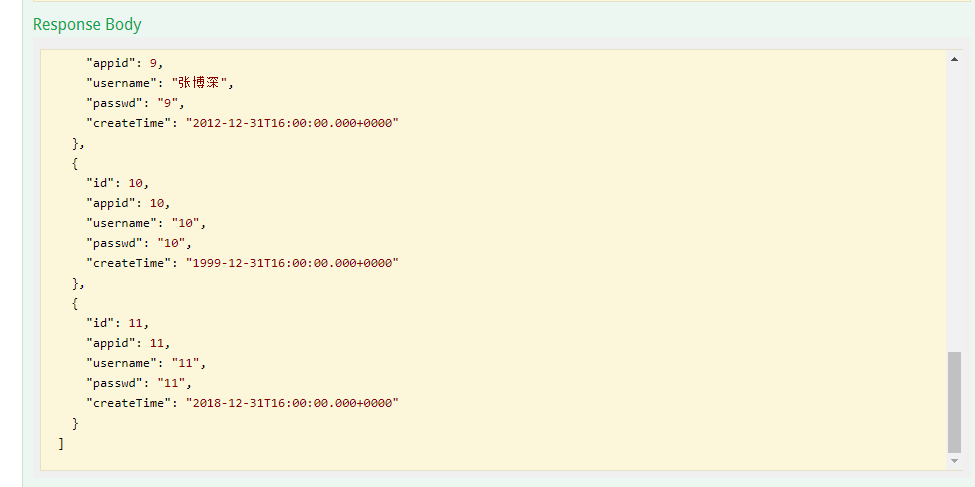 Response Body
"appid": 9,
"username": "张博深",
"passwd": "9",
"createTime": "2012-12-31T16:00:00.000+0000"
},
{
"id": 10,
"appid": 10,
"username": "10",
"passwd": "10",
"createTime": "1999-12-31T16:00:00.000+0000"
},
{
"id": 11,
"appid": 11,
"username": "11",
"passwd": "11",
"createTime": "2018-12-31T16:00:00.000+0000"
}
]